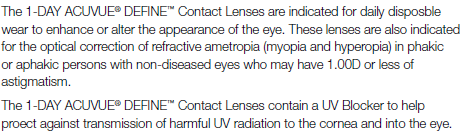 The 1-DAY ACUVUE® DEFINE™ Contact Lenses are indicated for daily disposble
wear to enhance or alter the appearance of the eye. These lenses are also indicated
for the optical correction of refractive ametropia (myopia and hyperopia) in phakic
or aphakic persons with non-diseased eyes who may have 1.00D or less of
astigmatism.
The 1-DAY ACUVUE® DEFINE™ Contact Lenses contain a UV Blocker to help
proect against transmission of harmful UV radiation to the cornea and into the eye.